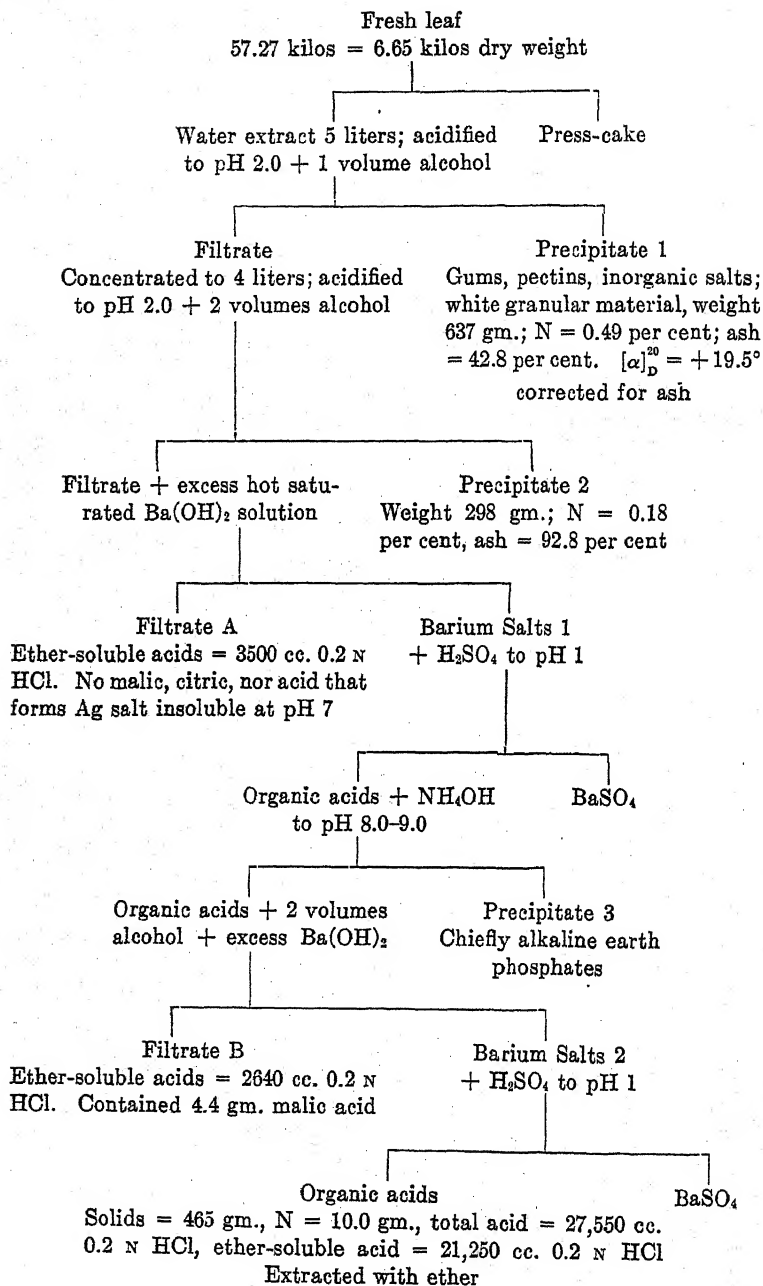 Fresh leaf
57.27 kilos = 6.65 kilos dry weight
Water extract 5 liters; acidified
to pH 2.0 + 1 volume alcohol
Press-cake
Filtrate
Concentrated to 4 liters; acidified
to pH 2.0 + 2 volumes alcohol
Precipitate 1
Gums, pectins, inorganic salts;
white granular material, weight
637 gm.; N = 0.49 per cent; ash
= 42.8 per cent. [α]20D = +19.5°
corrected for ash
Filtrate + excess hot satu-
rated Ba(OH)₂ solution
Precipitate 2
Weight 298 gm.; N = 0.18
per cent, ash = 92.8 per cent
Filtrate A
Ether-soluble acids = 3500 cc. 0.2 N
HCl. No malic, citric, nor acid that
forms Ag salt insoluble at pH 7
Barium Salts 1
+ H₂SO₄ to pH 1
Organic acids + NH₄OH
to pH 8.0–9.0
BaSO₄
Organic acids + 2 volumes
alcohol + excess Ba(OH)₂
Precipitate 3
Chiefly alkaline earth
phosphates
Filtrate B
Ether-soluble acids = 2640 cc. 0.2 N
HCl. Contained 4.4 gm. malic acid
Barium Salts 2
+ H₂SO₄ to pH 1
Organic acids
Solids = 465 gm., N = 10.0 gm., total acid = 27,550 cc.
0.2 N HCl, ether-soluble acid = 21,250 cc. 0.2 N HCl
Extracted with ether
BaSO₄